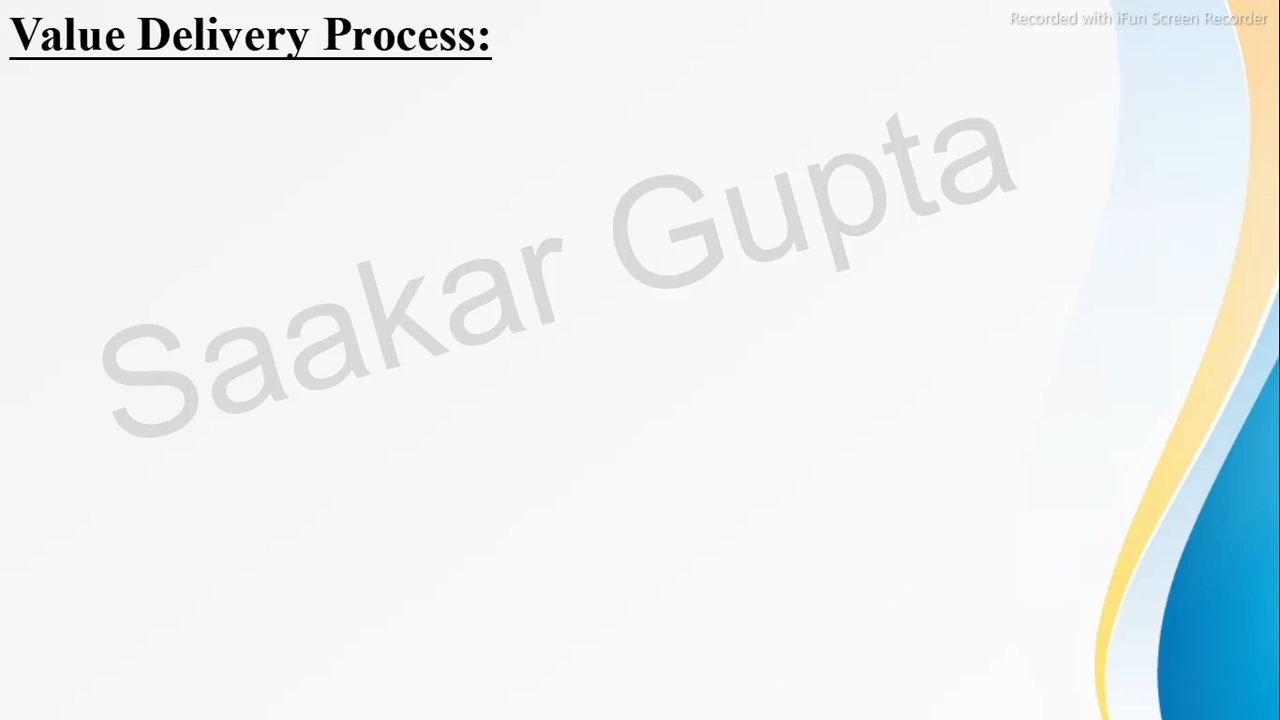 Value Delivery Process:
Recorded with iFun Screen Recorder
Saakar Gupta